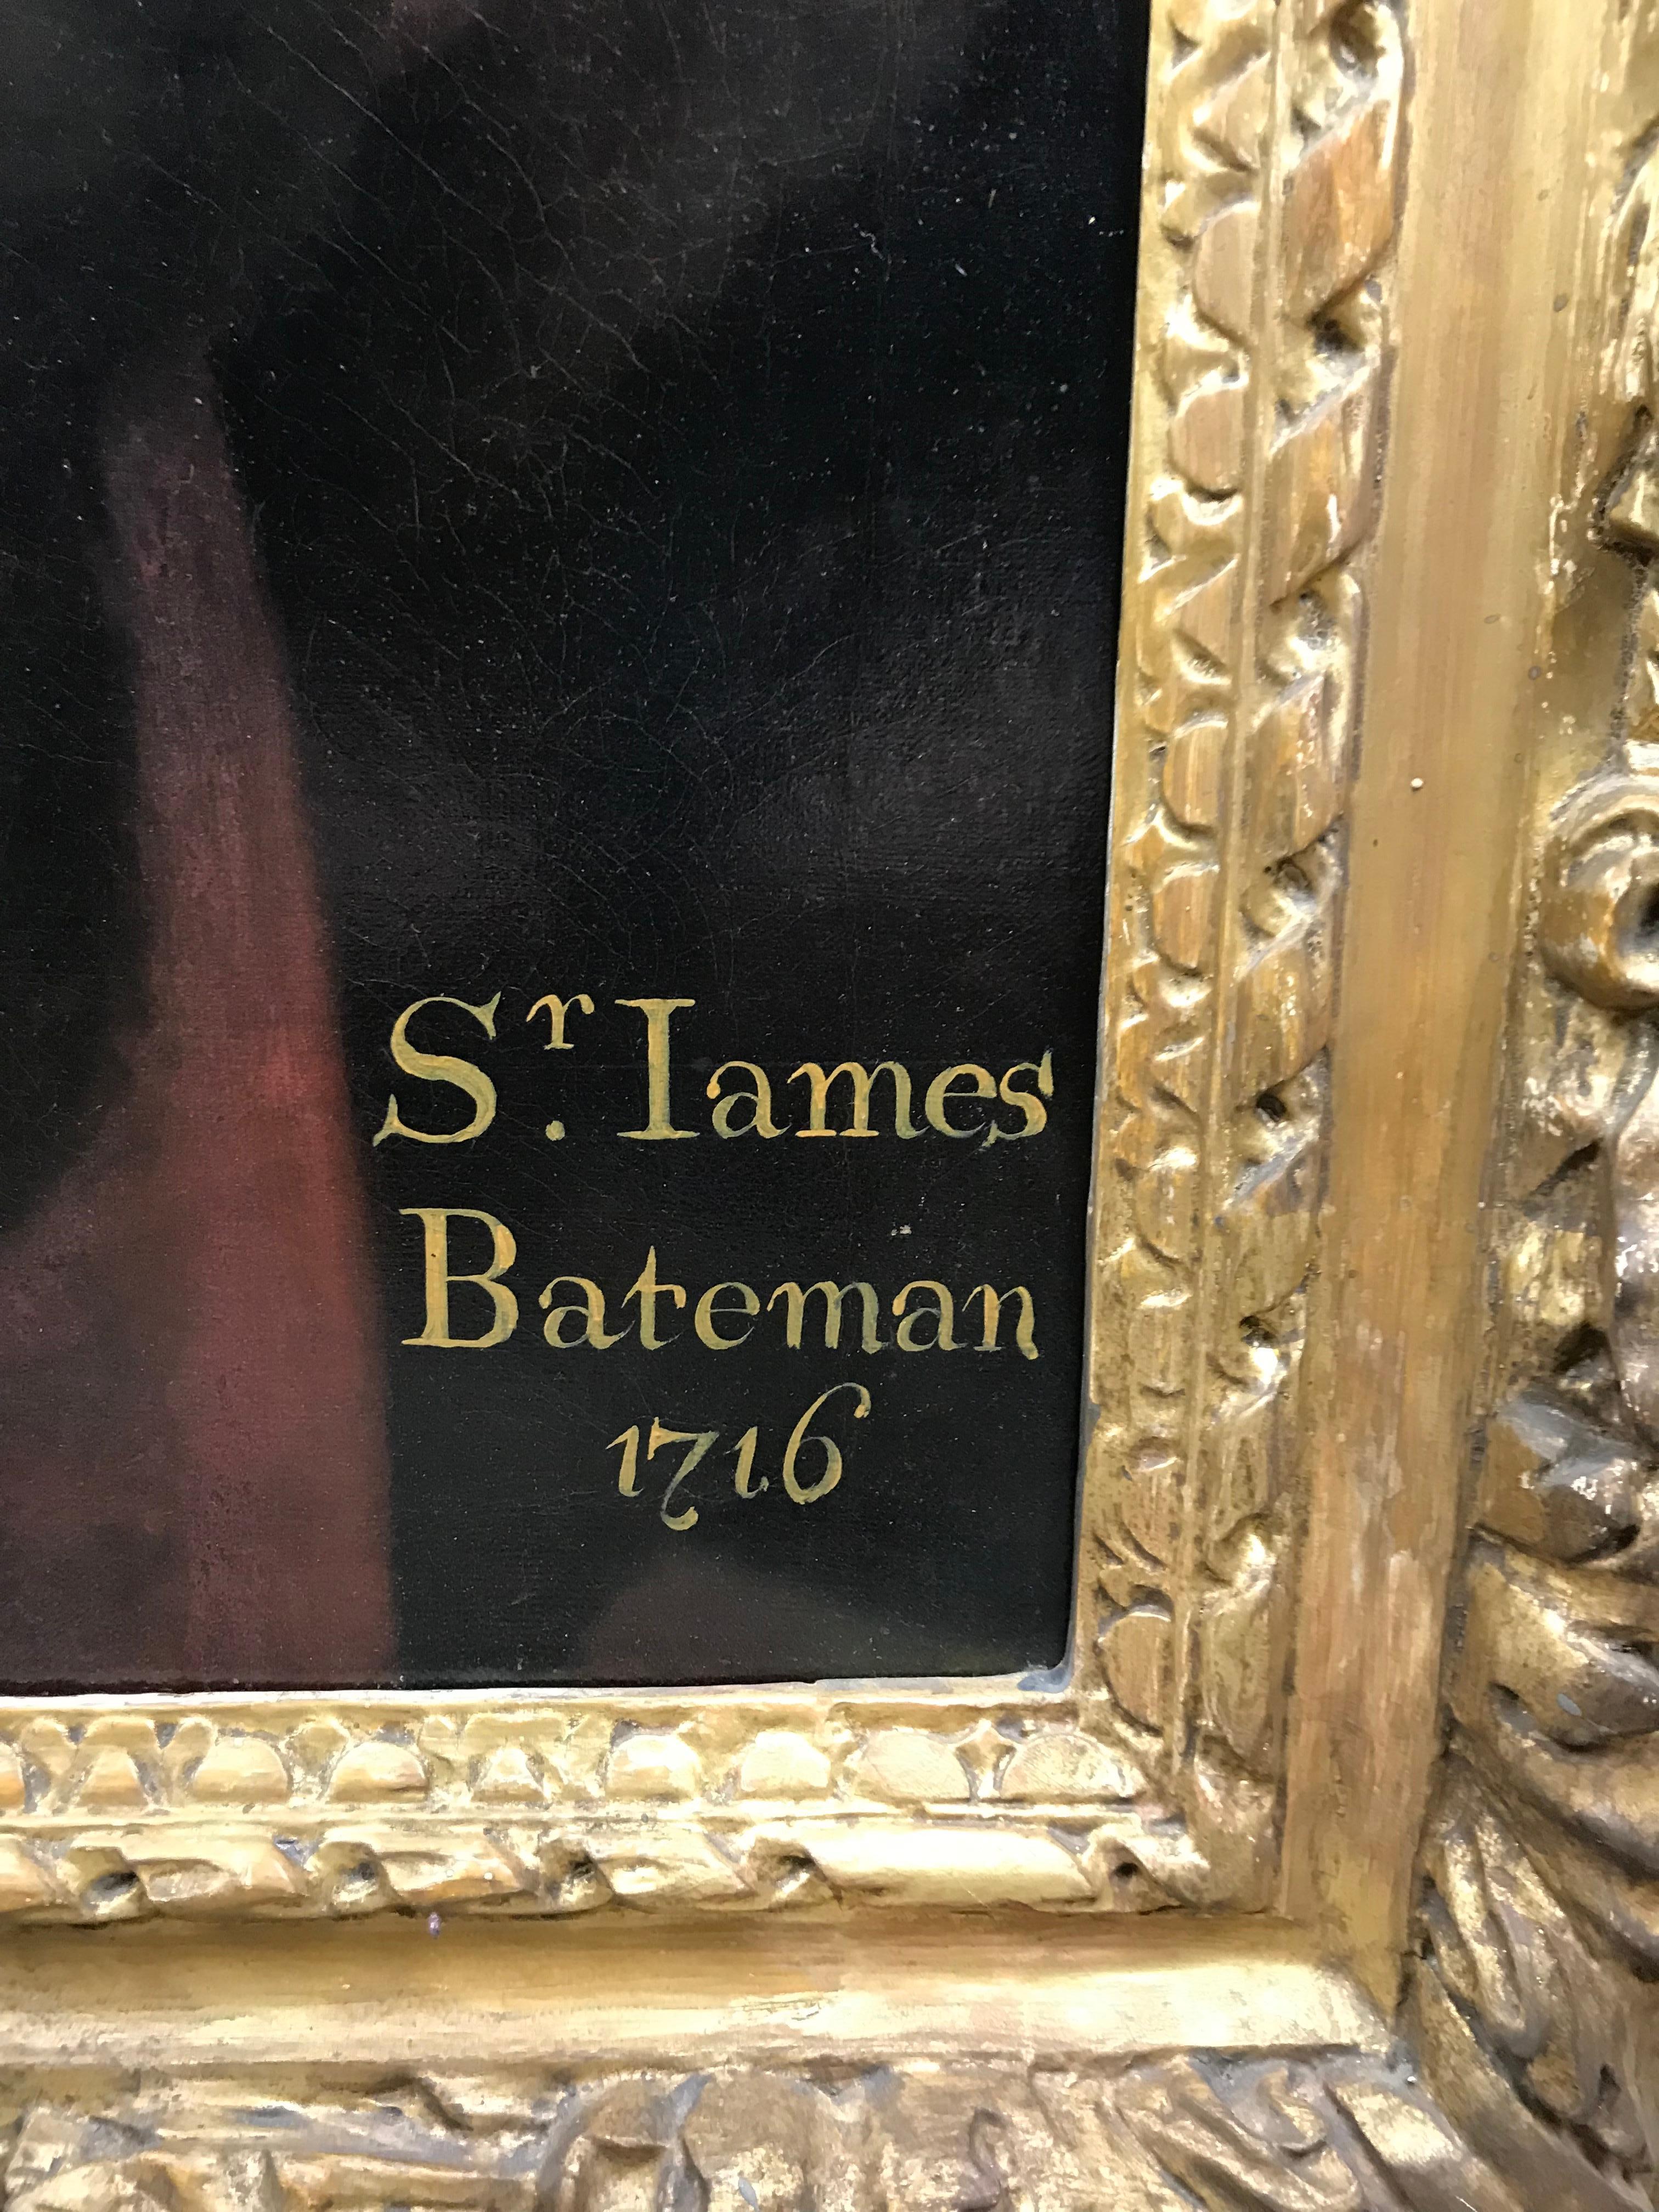 Sʳ. Iames
Bateman
1716